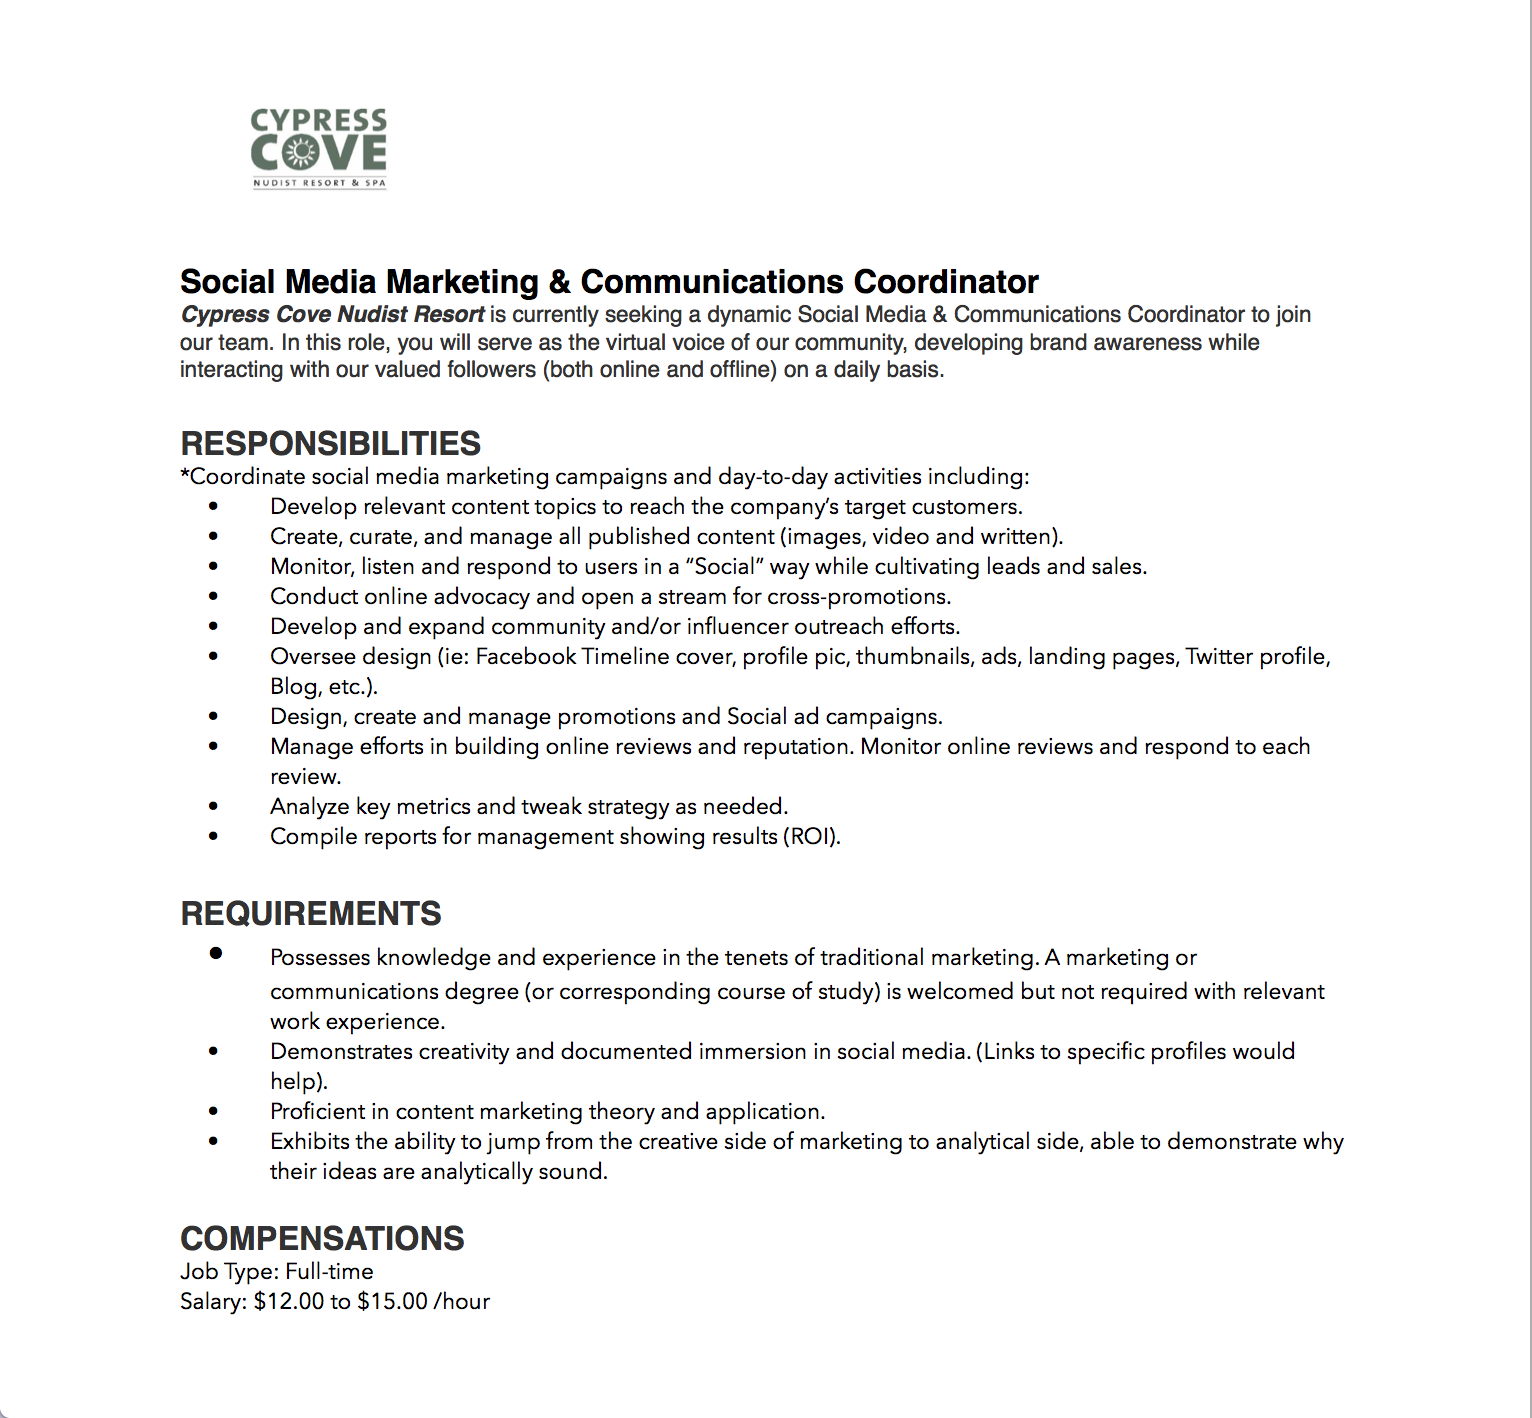 CYPRESS
COVE
NUDIST RESORT & SPA
Social Media Marketing & Communications Coordinator
Cypress Cove Nudist Resort is currently seeking a dynamic Social Media & Communications Coordinator to join
our team. In this role, you will serve as the virtual voice of our community, developing brand awareness while
interacting with our valued followers (both online and offline) on a daily basis.
RESPONSIBILITIES
*Coordinate social media marketing campaigns and day-to-day activities including:
• Develop relevant content topics to reach the company’s target customers.
• Create, curate, and manage all published content (images, video and written).
• Monitor, listen and respond to users in a “Social” way while cultivating leads and sales.
• Conduct online advocacy and open a stream for cross-promotions.
• Develop and expand community and/or influencer outreach efforts.
• Oversee design (ie: Facebook Timeline cover, profile pic, thumbnails, ads, landing pages, Twitter profile,
Blog, etc.).
• Design, create and manage promotions and Social ad campaigns.
• Manage efforts in building online reviews and reputation. Monitor online reviews and respond to each
review.
• Analyze key metrics and tweak strategy as needed.
• Compile reports for management showing results (ROI).
REQUIREMENTS
• Possesses knowledge and experience in the tenets of traditional marketing. A marketing or
communications degree (or corresponding course of study) is welcomed but not required with relevant
work experience.
• Demonstrates creativity and documented immersion in social media. (Links to specific profiles would
help).
• Proficient in content marketing theory and application.
• Exhibits the ability to jump from the creative side of marketing to analytical side, able to demonstrate why
their ideas are analytically sound.
COMPENSATIONS
Job Type: Full-time
Salary: $12.00 to $15.00 /hour